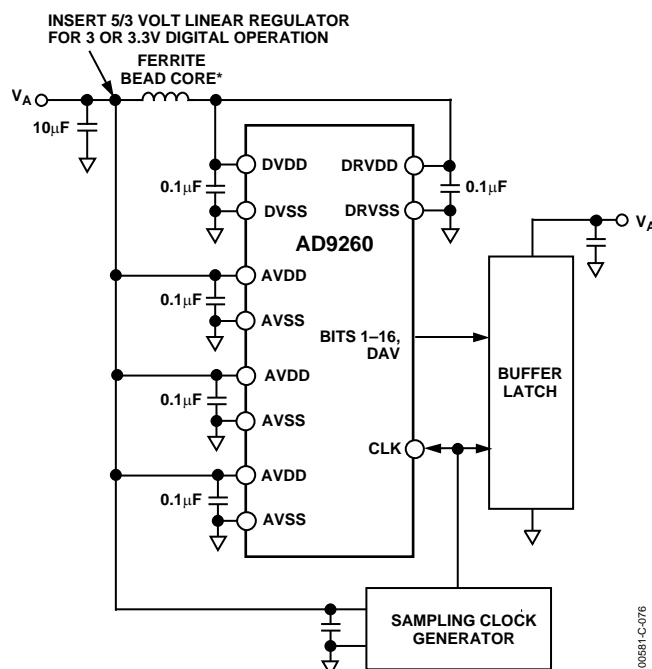 INSERT 5/3 VOLT LINEAR REGULATOR
FOR 3 OR 3.3V DIGITAL OPERATION
FERRITE
BEAD CORE*
VA
10μF
DVDD
DRVDD
0.1μF
0.1μF
DVSS
DRVSS
AD9260
VA
AVDD
0.1μF
AVSS
BITS 1–16,
DAV
BUFFER
LATCH
AVDD
0.1μF
AVSS
CLK
AVDD
0.1μF
AVSS
SAMPLING CLOCK
GENERATOR
00581-C-076